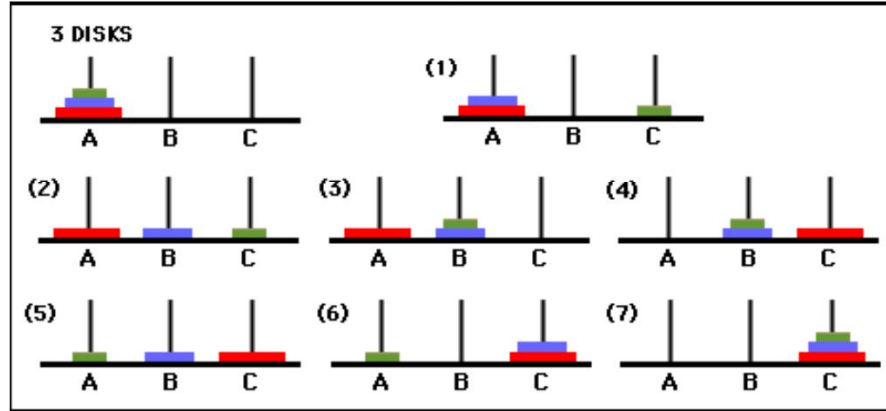 3 DISKS
A B C
(1)
A B C
(2)
A B C
(3)
A B C
(4)
A B C
(5)
A B C
(6)
A B C
(7)
A B C